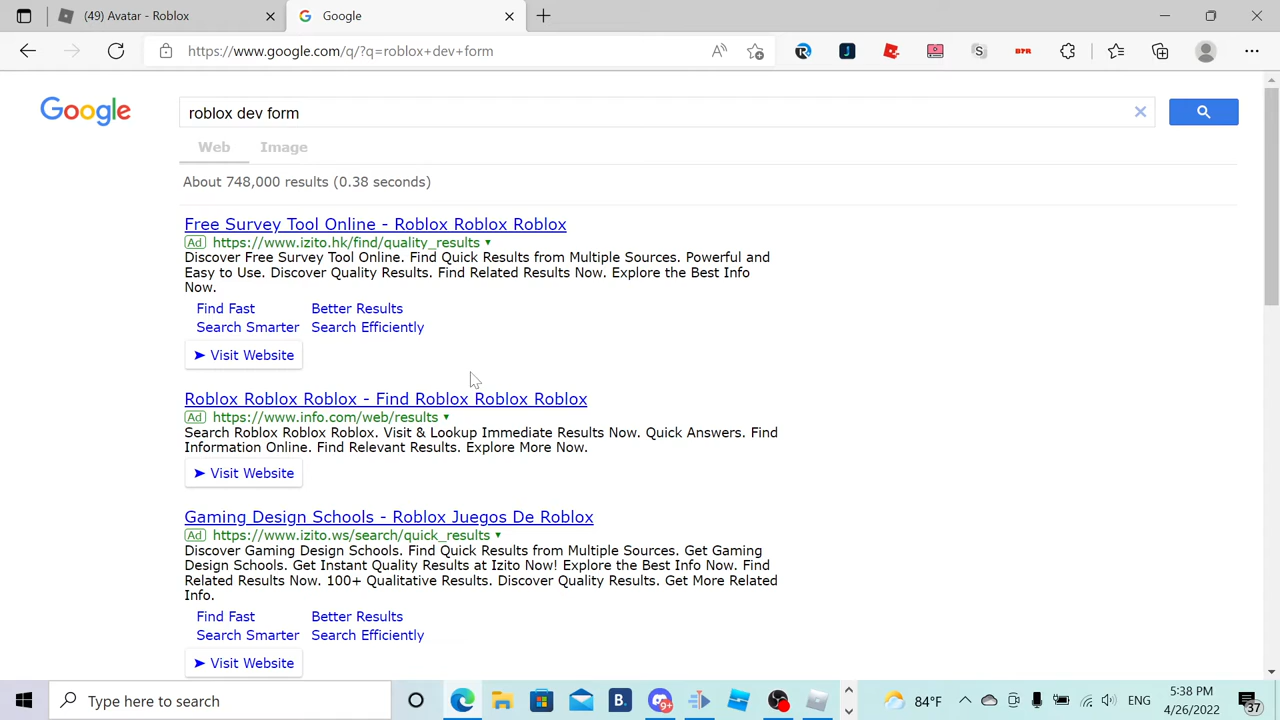 (49) Avatar - Roblox
Google
https://www.google.com/q/?q=roblox+dev+form
Google
roblox dev form
Web Image
About 748,000 results (0.38 seconds)
Free Survey Tool Online - Roblox Roblox Roblox
Ad https://www.izito.hk/find/quality_results
Discover Free Survey Tool Online. Find Quick Results from Multiple Sources. Powerful and
Easy to Use. Discover Quality Results. Find Related Results Now. Explore the Best Info
Now.
Find Fast Better Results
Search Smarter Search Efficiently
➤ Visit Website
Roblox Roblox Roblox - Find Roblox Roblox Roblox
Ad https://www.info.com/web/results
Search Roblox Roblox Roblox. Visit & Lookup Immediate Results Now. Quick Answers. Find
Information Online. Find Relevant Results. Explore More Now.
➤ Visit Website
Gaming Design Schools - Roblox Juegos De Roblox
Ad https://www.izito.ws/search/quick_results
Discover Gaming Design Schools. Find Quick Results from Multiple Sources. Get Gaming
Design Schools. Get Instant Quality Results at Izito Now! Explore the Best Info Now. Find
Related Results Now. 100+ Qualitative Results. Discover Quality Results. Get More Related
Info.
Find Fast Better Results
Search Smarter Search Efficiently
➤ Visit Website
Type here to search
B.
9+
84°F
ENG
5:38 PM
4/26/2022
37